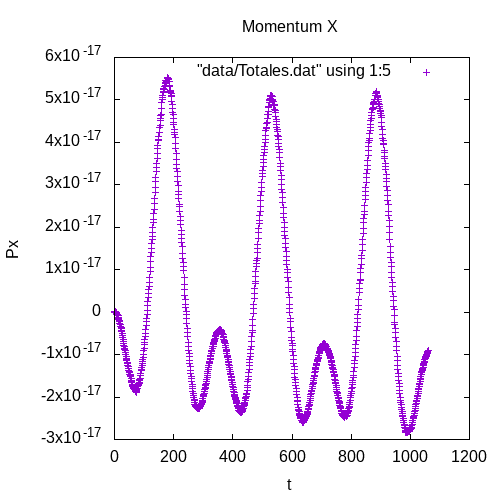 Momentum X
"data/Totales.dat" using 1:5
6x10^-17
5x10^-17
4x10^-17
3x10^-17
2x10^-17
1x10^-17
0
-1x10^-17
-2x10^-17
-3x10^-17
Px
0 200 400 600 800 1000 1200
t